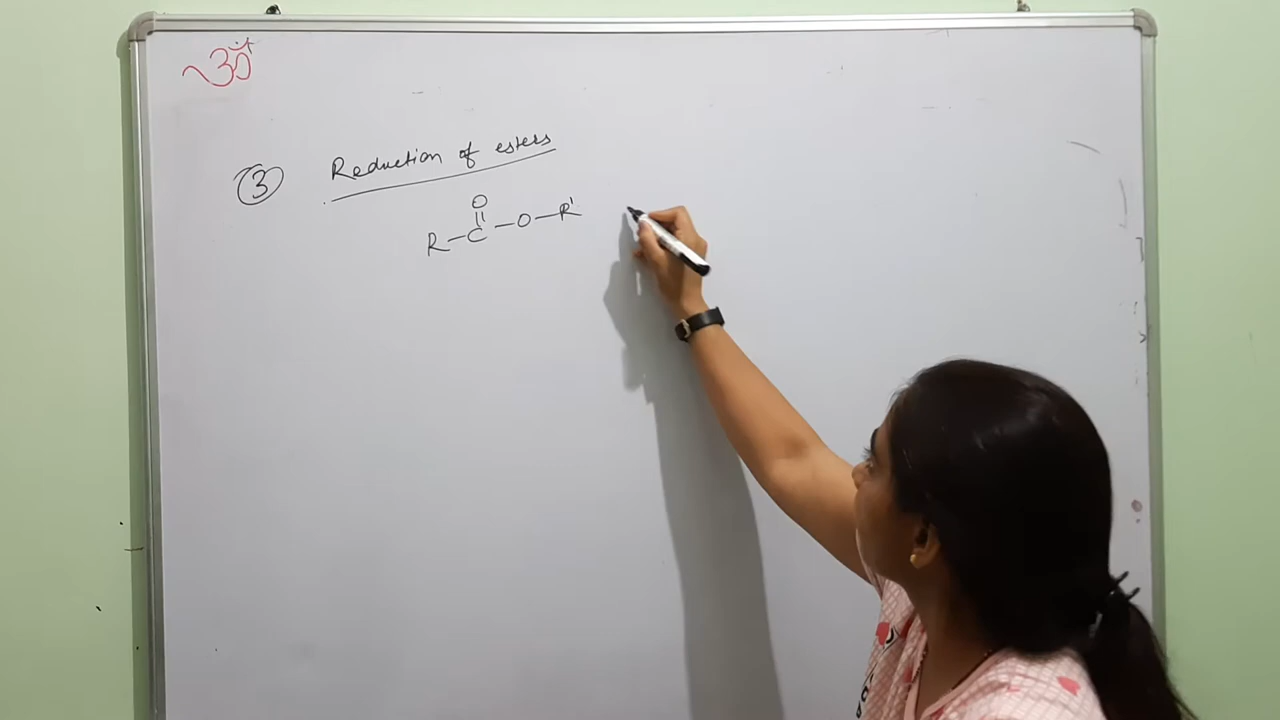 ॐ
③ Reduction of esters
O
||
R—C—O—R'